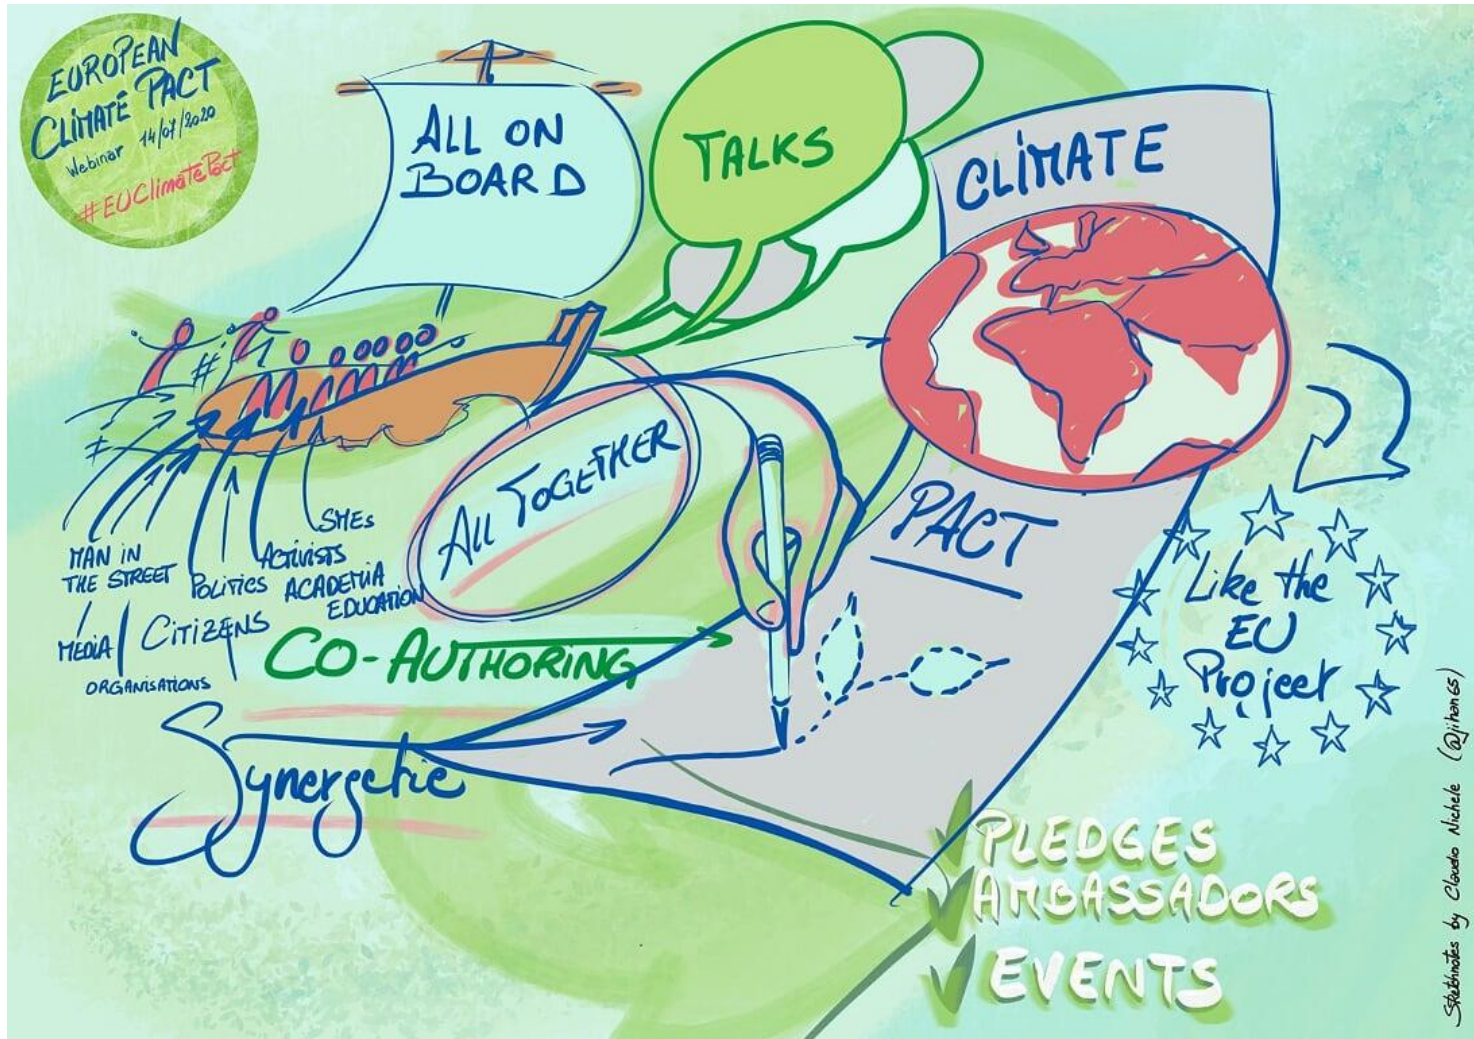 EUROPEAN
CLIMATE PACT
Webinar 14/07/2020
#EUClimatePact
ALL ON
BOARD
TALKS
CLIMATE
PACT
#
All TOGETHER
SMEs
ACTIVISTS
MAN IN
THE STREET
POLITICS
ACADEMIA
EDUCATION
MEDIA
CITIZENS
ORGANISATIONS
CO-AUTHORING
Synergetic
Like the
EU
Project
PLEDGES
AMBASSADORS
EVENTS
Sketchnotes by Claudio Nichele (@jihan65)